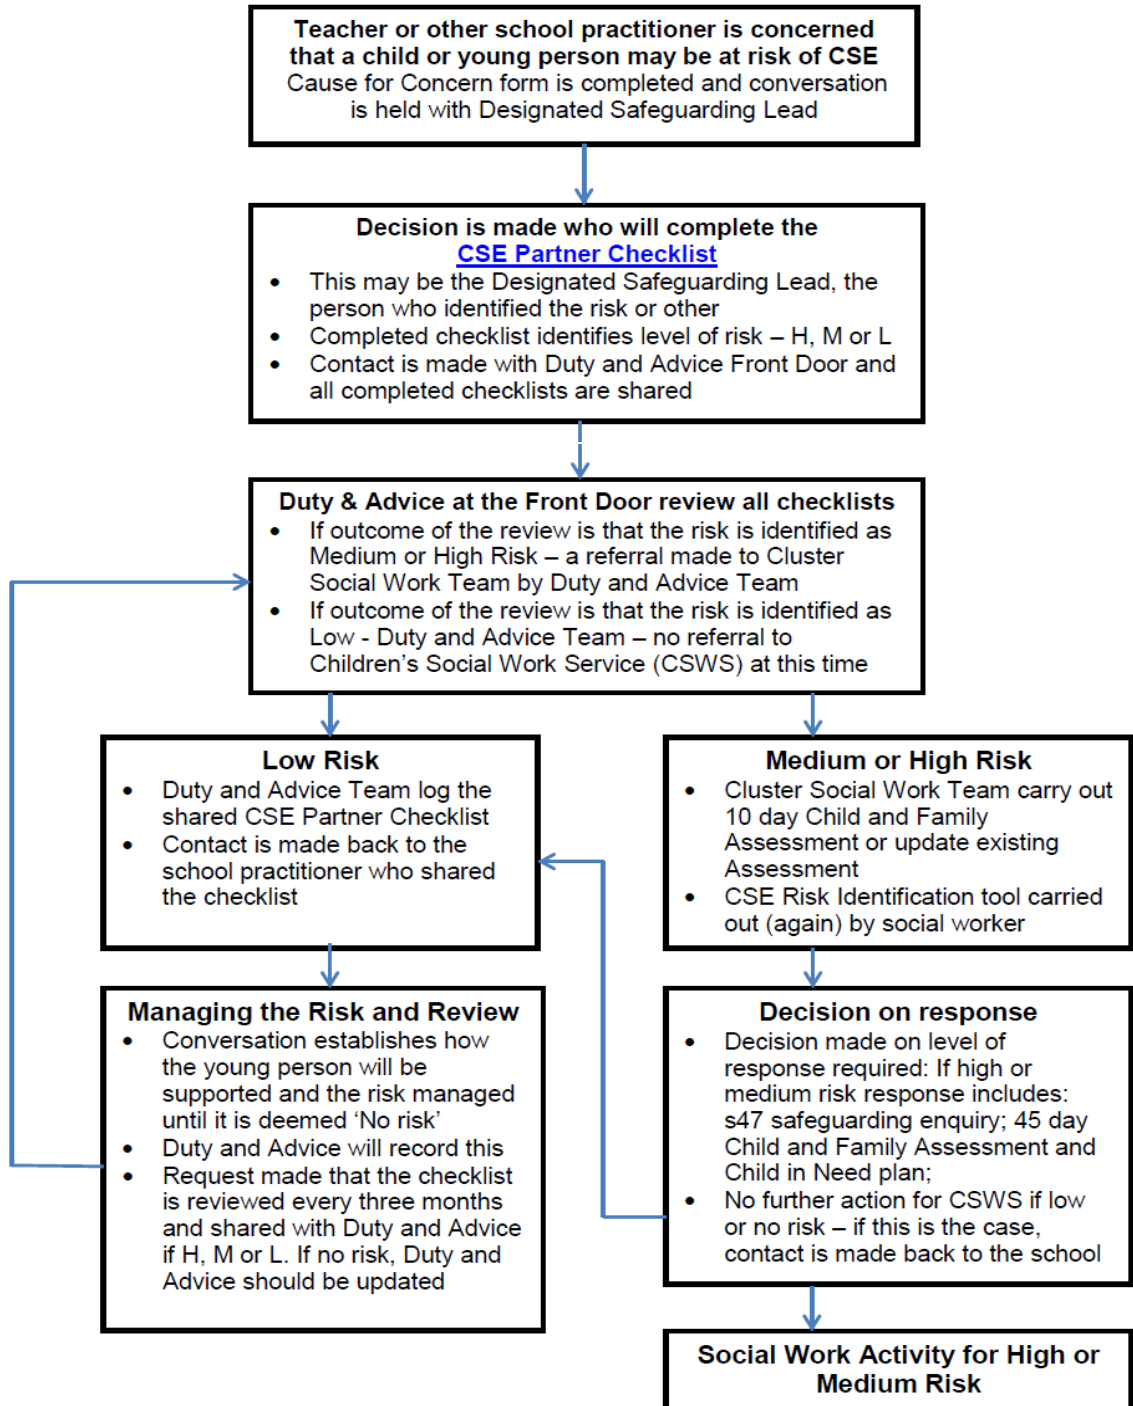 Teacher or other school practitioner is concerned
that a child or young person may be at risk of CSE
Cause for Concern form is completed and conversation
is held with Designated Safeguarding Lead
Decision is made who will complete the
CSE Partner Checklist
• This may be the Designated Safeguarding Lead, the
person who identified the risk or other
• Completed checklist identifies level of risk – H, M or L
• Contact is made with Duty and Advice Front Door and
all completed checklists are shared
Duty & Advice at the Front Door review all checklists
• If outcome of the review is that the risk is identified as
Medium or High Risk – a referral made to Cluster
Social Work Team by Duty and Advice Team
• If outcome of the review is that the risk is identified as
Low - Duty and Advice Team – no referral to
Children's Social Work Service (CSWS) at this time
Low Risk
• Duty and Advice Team log the
shared CSE Partner Checklist
• Contact is made back to the
school practitioner who shared
the checklist
Medium or High Risk
• Cluster Social Work Team carry out
10 day Child and Family
Assessment or update existing
Assessment
• CSE Risk Identification tool carried
out (again) by social worker
Managing the Risk and Review
• Conversation establishes how
the young person will be
supported and the risk managed
until it is deemed 'No risk'
• Duty and Advice will record this
• Request made that the checklist
is reviewed every three months
and shared with Duty and Advice
if H, M or L. If no risk, Duty and
Advice should be updated
Decision on response
• Decision made on level of
response required: If high or
medium risk response includes:
s47 safeguarding enquiry; 45 day
Child and Family Assessment and
Child in Need plan;
• No further action for CSWS if low
or no risk – if this is the case,
contact is made back to the school
Social Work Activity for High or
Medium Risk